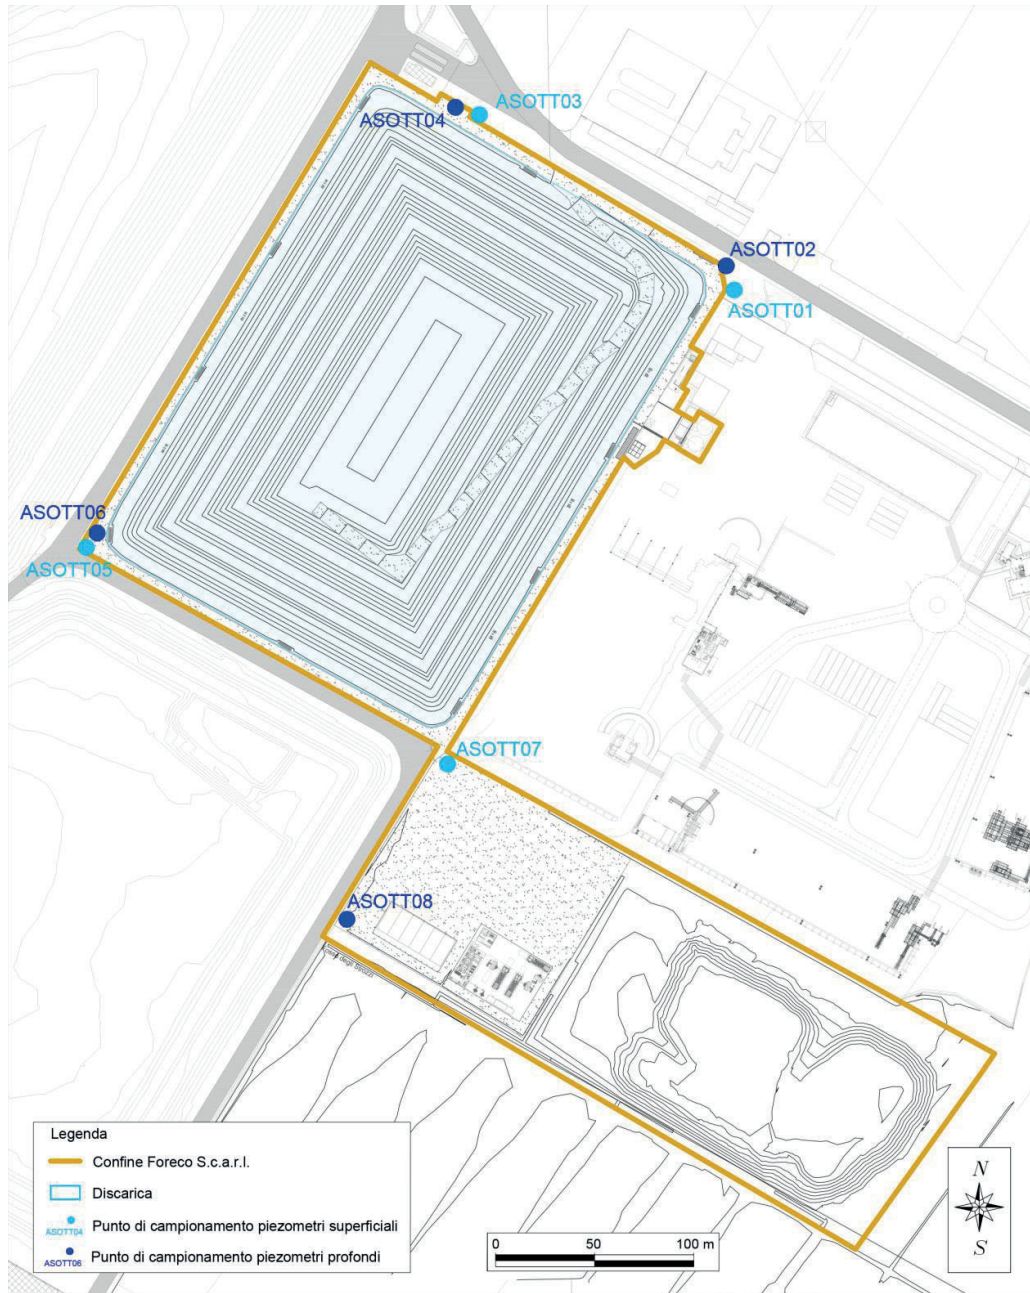 ASOTT03
ASOTT04
ASOTT02
ASOTT01
ASOTT06
ASOTT05
ASOTT07
ASOTT08
Legenda
Confine Foreco S.c.a.r.l.
Discarica
ASOTT04
Punto di campionamento piezometri superficiali
ASOTT06
Punto di campionamento piezometri profondi
0 50 100 m
N
S